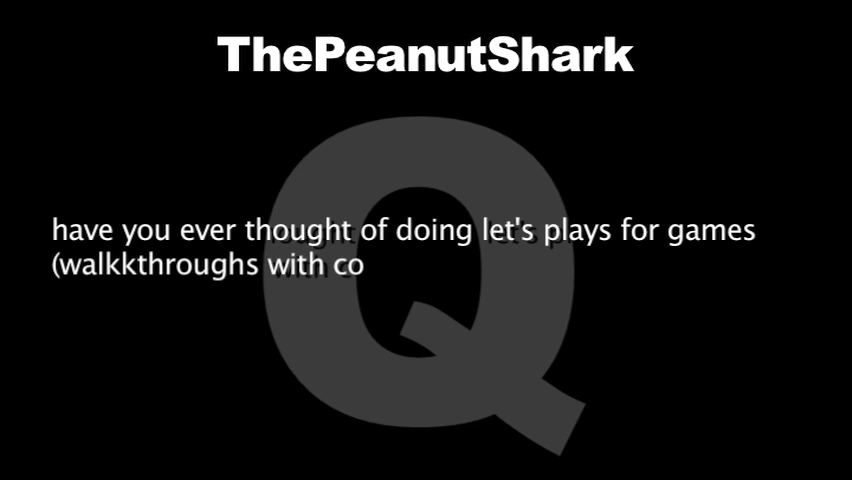 ThePeanutShark
Q
have you ever thought of doing let's plays for games
(walkkthroughs with co